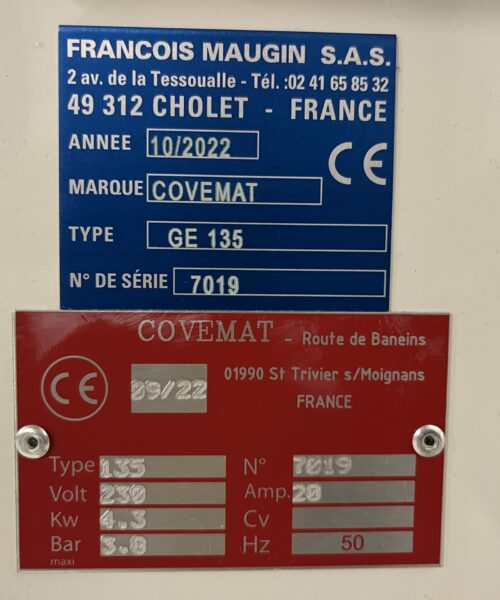 FRANCOIS MAUGIN S.A.S.
2 av. de la Tessoualle - Tél. :02 41 65 85 32
49 312 CHOLET - FRANCE
ANNEE 10/2022
CE
MARQUE COVEMAT
TYPE GE 135
N° DE SÉRIE 7019
COVEMAT - Route de Baneins
CE 09/22 01990 St Trivier s/Moignans
FRANCE
Type 135 N° 7019
Volt 230 Amp. 20
Kw 4.3 Cv
Bar 3.8 Hz 50
maxi